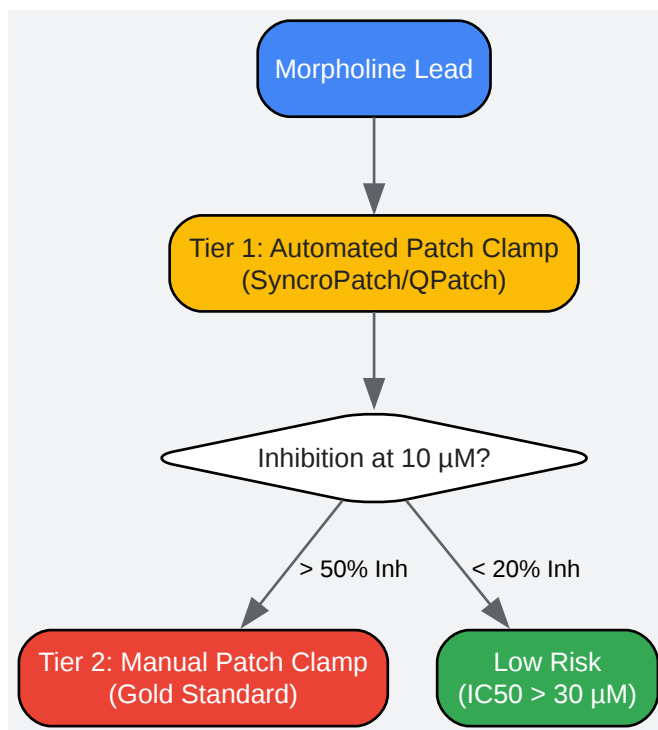 Morpholine Lead
Tier 1: Automated Patch Clamp
(SyncroPatch/QPatch)
Inhibition at 10 µM?
> 50% Inh
< 20% Inh
Tier 2: Manual Patch Clamp
(Gold Standard)
Low Risk
(IC50 > 30 µM)